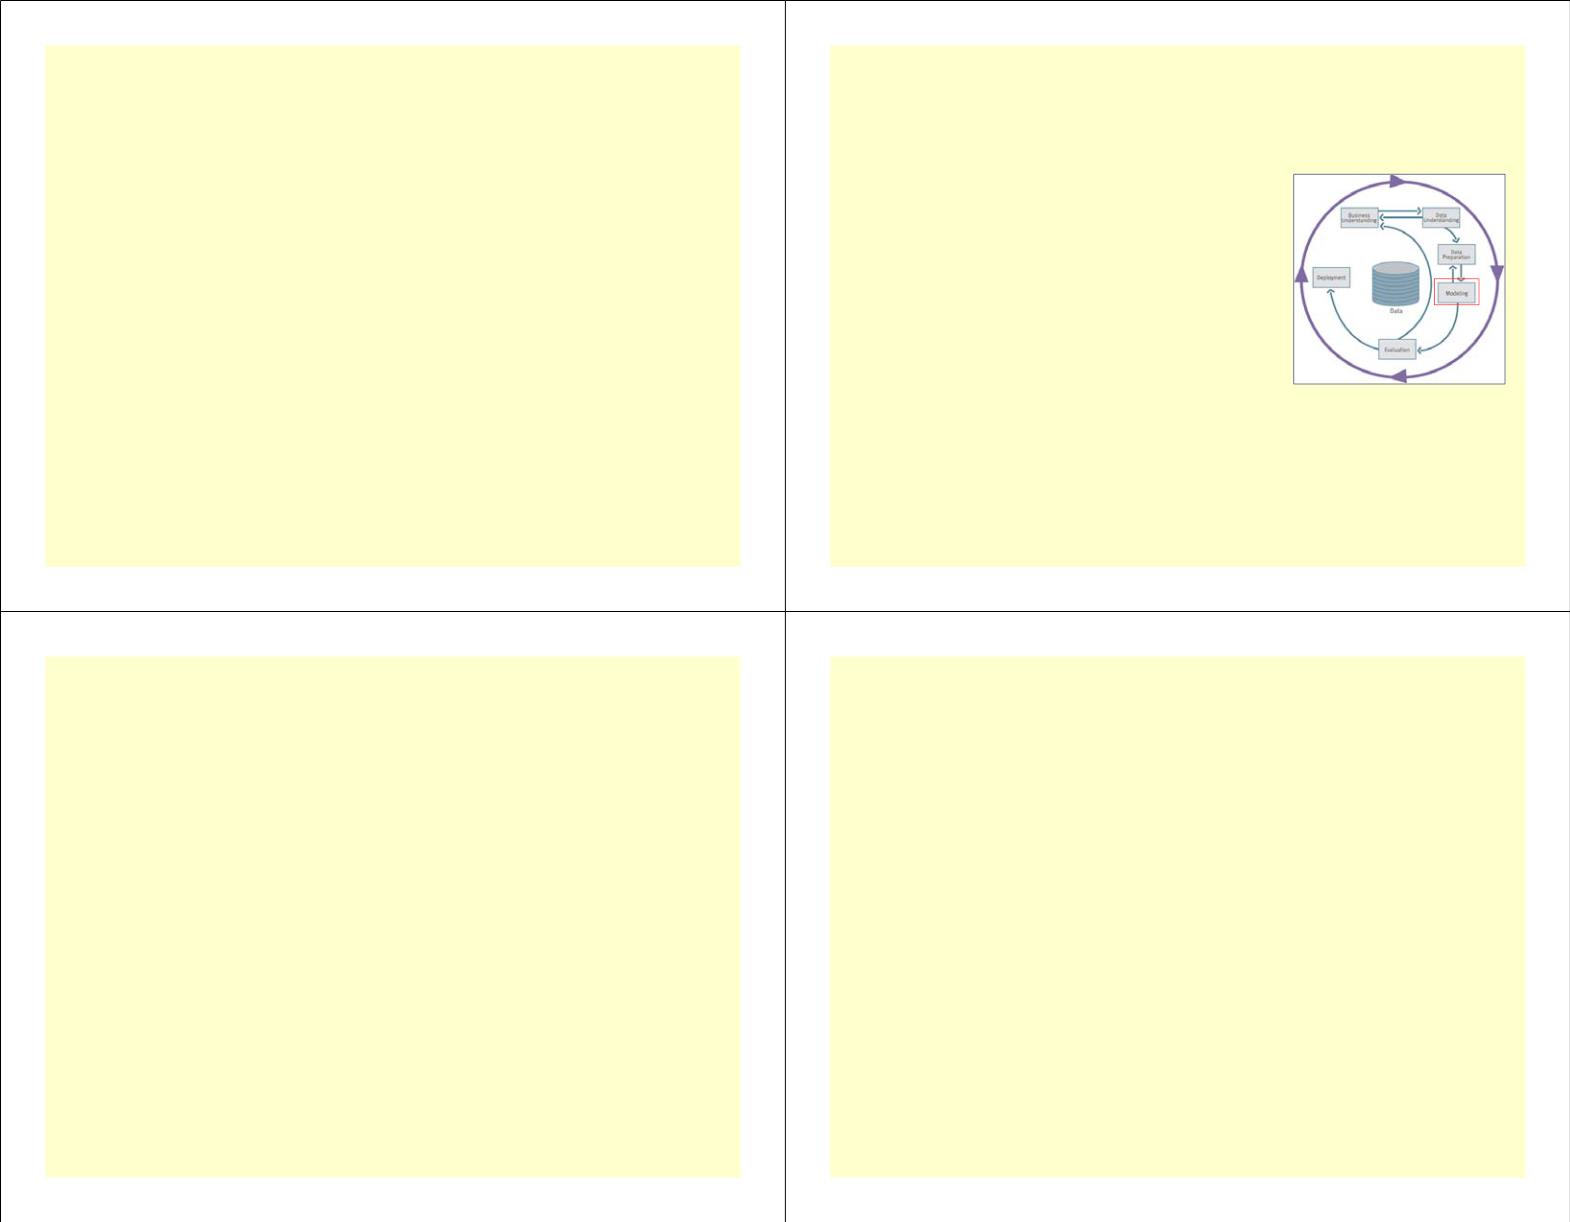 Business
Understanding
Data
Understanding
Data
Preparation
Deployment
Modeling
Data
Evaluation